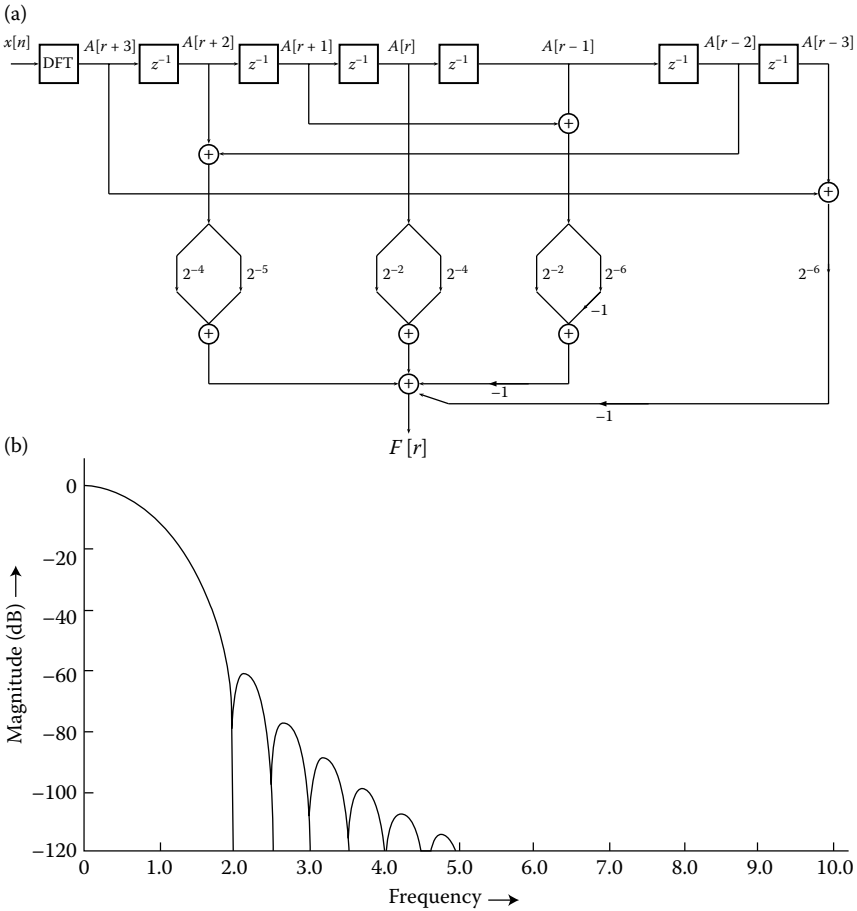 (a)
x[n] A[r + 3] A[r + 2] A[r + 1] A[r] A[r − 1] A[r − 2] A[r − 3]
DFT z⁻¹ z⁻¹ z⁻¹ z⁻¹ z⁻¹ z⁻¹
+
+
+
2⁻⁴ 2⁻⁵ 2⁻² 2⁻⁴ 2⁻² 2⁻⁶ 2⁻⁶
−1
+ + +
+
−1
−1
F [r]
(b)
0
−20
−40
−60
−80
−100
−120
Magnitude (dB)
0 1.0 2.0 3.0 4.0 5.0 6.0 7.0 8.0 9.0 10.0
Frequency